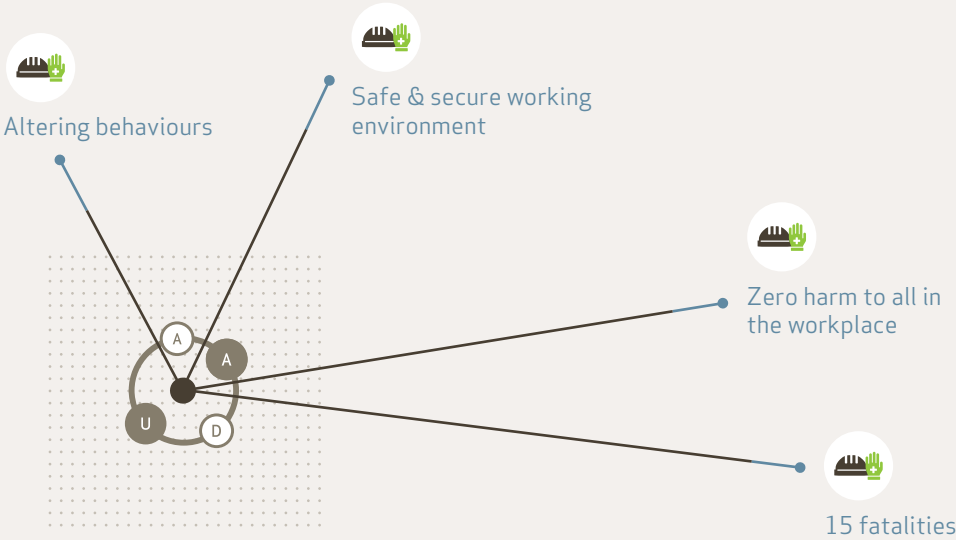 Altering behaviours
Safe & secure working
environment
Zero harm to all in
the workplace
A
A
U
D
15 fatalities